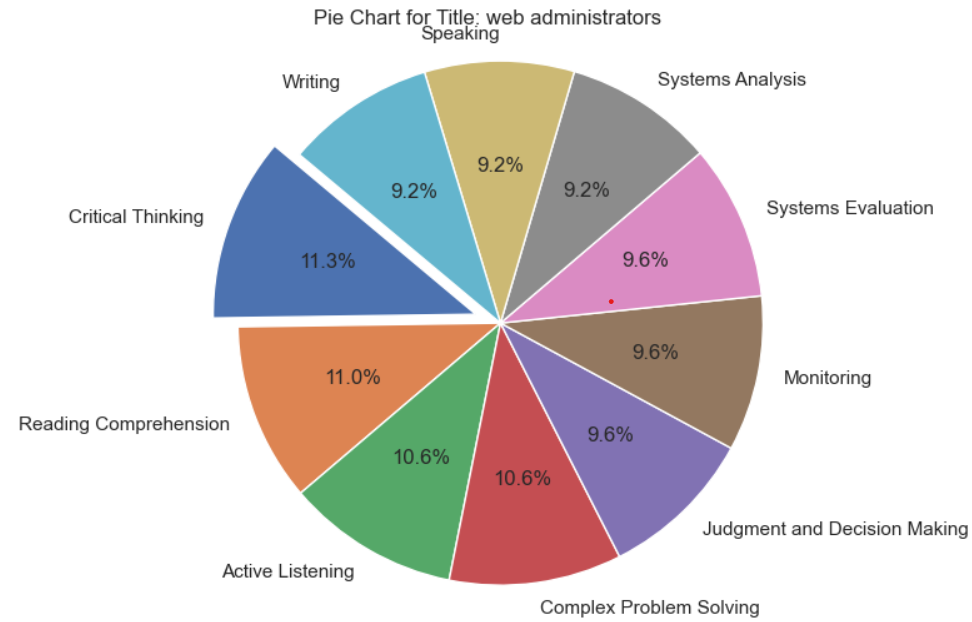 Pie Chart for Title: web administrators
Speaking
Systems Analysis
Writing
9.2%
9.2%
9.2%
Systems Evaluation
Critical Thinking
11.3%
9.6%
9.6%
Monitoring
11.0%
Reading Comprehension
9.6%
10.6%
10.6%
Judgment and Decision Making
Active Listening
Complex Problem Solving